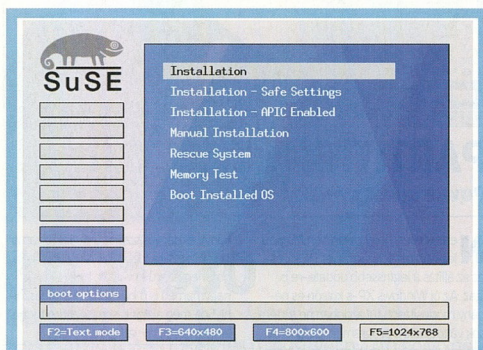 SuSE
Installation
Installation - Safe Settings
Installation - APIC Enabled
Manual Installation
Rescue System
Memory Test
Boot Installed OS
boot options
F2=Text mode F3=640x480 F4=800x600 F5=1024x768